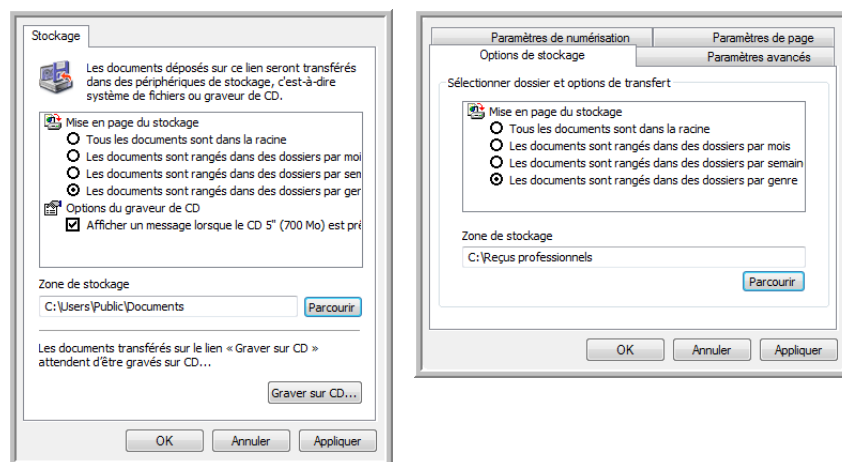 Stockage
Les documents déposés sur ce lien seront transférés
dans des périphériques de stockage, c'est-à-dire
système de fichiers ou graveur de CD.
Mise en page du stockage
Tous les documents sont dans la racine
Les documents sont rangés dans des dossiers par moi
Les documents sont rangés dans des dossiers par sem
Les documents sont rangés dans des dossiers par ger
Options du graveur de CD
Afficher un message lorsque le CD 5" (700 Mo) est pré
Zone de stockage
C:\Users\Public\Documents
Parcourir
Les documents transférés sur le lien « Graver sur CD »
attendent d'être gravés sur CD...
Graver sur CD...
OK Annuler Appliquer
Paramètres de numérisation Paramètres de page
Options de stockage Paramètres avancés
Sélectionner dossier et options de transfert
Mise en page du stockage
Tous les documents sont dans la racine
Les documents sont rangés dans des dossiers par mois
Les documents sont rangés dans des dossiers par semain
Les documents sont rangés dans des dossiers par genre
Zone de stockage
C:\Reçus professionnels
Parcourir
OK Annuler Appliquer